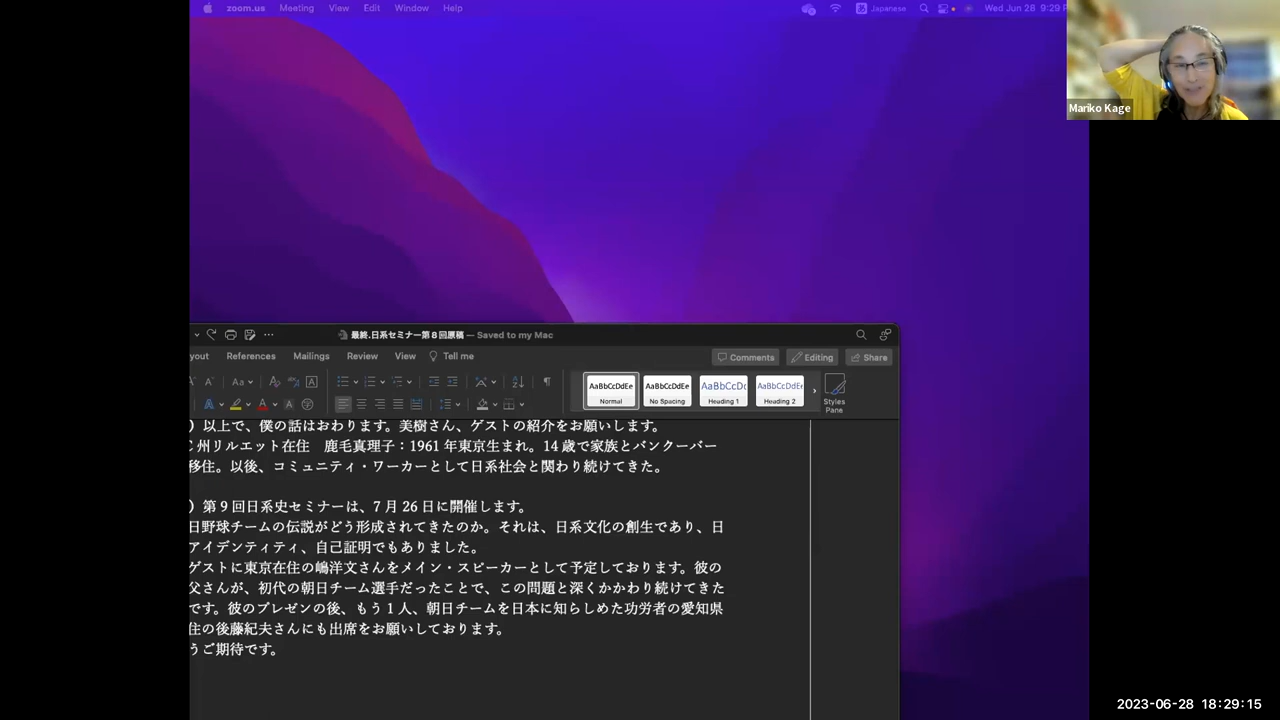 zoom.us Meeting View Edit Window Help
あ Japanese
Wed Jun 28 9:29 P
Mariko Kage
最終.日系セミナー第8回原稿 — Saved to my Mac
yout References Mailings Review View Tell me
Comments Editing Share
AaBbCcDdEe AaBbCcDdEe AaBbCcDc AaBbCcDdEe
Normal No Spacing Heading 1 Heading 2
Styles Pane
）以上で、僕の話はおわります。美樹さん、ゲストの紹介をお願いします。
C州リルエット在住　鹿毛真理子：1961年東京生まれ。14歳で家族とバンクーバー
移住。以後、コミュニティ・ワーカーとして日系社会と関わり続けてきた。
）第9回日系史セミナーは、7月26日に開催します。
日野球チームの伝説がどう形成されてきたのか。それは、日系文化の創生であり、日
アイデンティティ、自己証明でもありました。
ゲストに東京在住の嶋洋文さんをメイン・スピーカーとして予定しております。彼の
父さんが、初代の朝日チーム選手だったことで、この問題と深くかかわり続けてきた
です。彼のプレゼンの後、もう1人、朝日チームを日本に知らしめた功労者の愛知県
住の後藤紀夫さんにも出席をお願いしております。
うご期待です。
2023-06-28 18:29:15